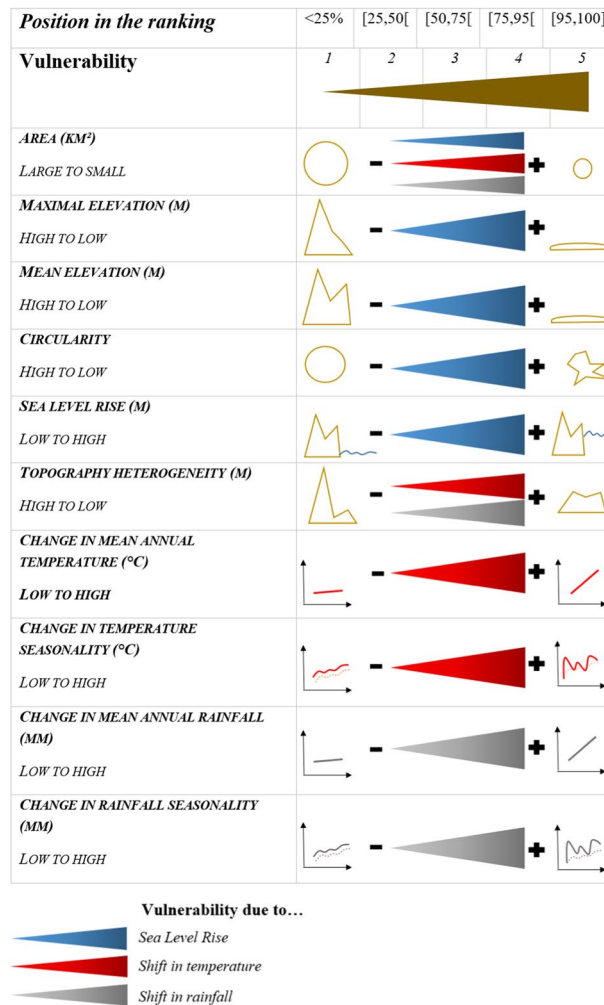 Position in the ranking <25% [25,50[ [50,75[ [75,95[ [95,100]
Vulnerability 1 2 3 4 5
AREA (KM²)
LARGE TO SMALL
MAXIMAL ELEVATION (M)
HIGH TO LOW
MEAN ELEVATION (M)
HIGH TO LOW
CIRCULARITY
HIGH TO LOW
SEA LEVEL RISE (M)
LOW TO HIGH
TOPOGRAPHY HETEROGENEITY (M)
HIGH TO LOW
CHANGE IN MEAN ANNUAL
TEMPERATURE (°C)
LOW TO HIGH
CHANGE IN TEMPERATURE
SEASONALITY (°C)
LOW TO HIGH
CHANGE IN MEAN ANNUAL RAINFALL
(MM)
LOW TO HIGH
CHANGE IN RAINFALL SEASONALITY
(MM)
LOW TO HIGH
Vulnerability due to…
Sea Level Rise
Shift in temperature
Shift in rainfall